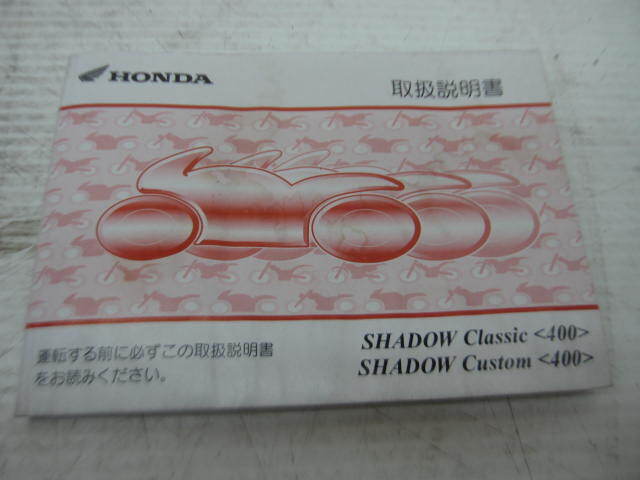 HONDA
取扱説明書
運転する前に必ずこの取扱説明書
をお読みください。
SHADOW Classic <400>
SHADOW Custom <400>